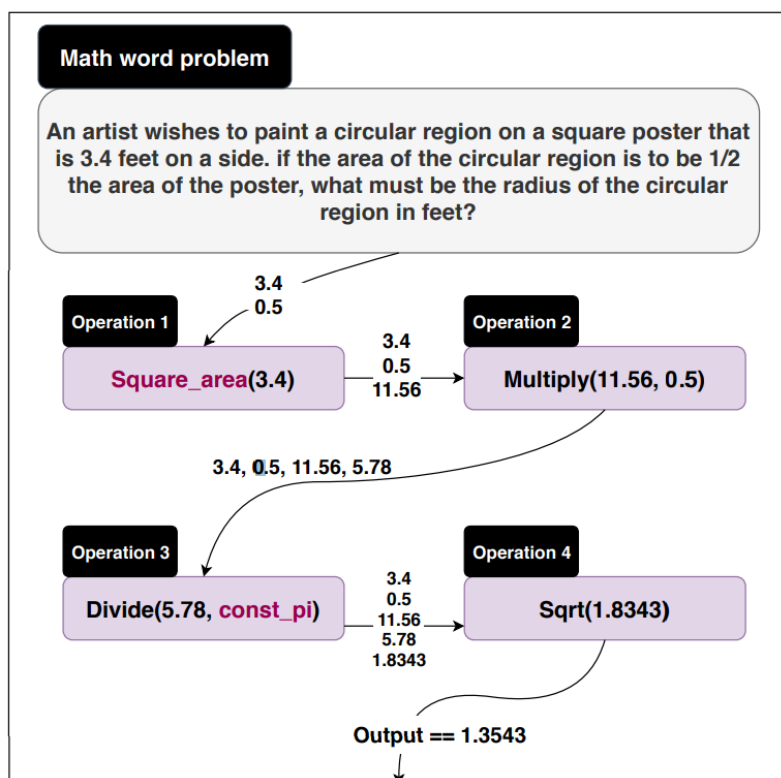 Math word problem
An artist wishes to paint a circular region on a square poster that
is 3.4 feet on a side. if the area of the circular region is to be 1/2
the area of the poster, what must be the radius of the circular
region in feet?
3.4
0.5
Operation 1
Square_area(3.4)
3.4
0.5
11.56
Operation 2
Multiply(11.56, 0.5)
3.4, 0.5, 11.56, 5.78
Operation 3
Divide(5.78, const_pi)
3.4
0.5
11.56
5.78
1.8343
Operation 4
Sqrt(1.8343)
Output == 1.3543